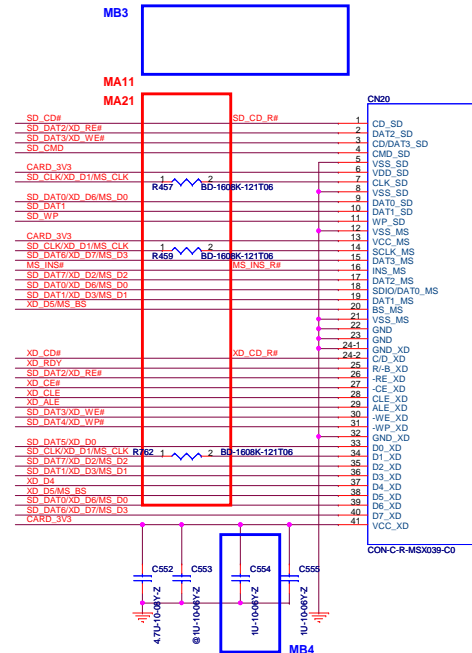 MB3
MA11
MA21
CN20
SD_CD# SD_CD_R# 1 CD_SD
SD_DAT2/XD_RE# 2 DAT2_SD
SD_DAT3/XD_WE# 3 CD/DAT3_SD
SD_CMD 4 CMD_SD
5 VSS_SD
CARD_3V3 6 VDD_SD
SD_CLK/XD_D1/MS_CLK 1 2 7 CLK_SD
R457 BD-1608K-121T06 8 VSS_SD
SD_DAT0/XD_D6/MS_D0 9 DAT0_SD
SD_DAT1 10 DAT1_SD
SD_WP 11 WP_SD
12 VSS_MS
CARD_3V3 13 VCC_MS
SD_CLK/XD_D1/MS_CLK 1 2 14 SCLK_MS
R459 BD-1608K-121T06
SD_DAT6/XD_D7/MS_D3 15 DAT3_MS
MS_INS# MS_INS_R# 16 INS_MS
SD_DAT7/XD_D2/MS_D2 17 DAT2_MS
SD_DAT0/XD_D6/MS_D0 18 SDIO/DAT0_MS
SD_DAT1/XD_D3/MS_D1 19 DAT1_MS
XD_D5/MS_BS 20 BS_MS
21 VSS_MS
22 GND
23 GND
24-1 GND_XD
XD_CD# XD_CD_R# 24-2 C/D_XD
XD_RDY 25 R/-B_XD
SD_DAT2/XD_RE# 26 -RE_XD
XD_CE# 27 -CE_XD
XD_CLE 28 CLE_XD
XD_ALE 29 ALE_XD
SD_DAT3/XD_WE# 30 -WE_XD
SD_DAT4/XD_WP# 31 -WP_XD
32 GND_XD
SD_DAT5/XD_D0 33 D0_XD
SD_CLK/XD_D1/MS_CLK R762 1 2 BD-1608K-121T06 34 D1_XD
SD_DAT7/XD_D2/MS_D2 35 D2_XD
SD_DAT1/XD_D3/MS_D1 36 D3_XD
XD_D4 37 D4_XD
XD_D5/MS_BS 38 D5_XD
SD_DAT0/XD_D6/MS_D0 39 D6_XD
SD_DAT6/XD_D7/MS_D3 40 D7_XD
CARD_3V3 41 VCC_XD
CON-C-R-MSX039-C0
C552 C553 C554 C555
4.7U-10-08Y-Z @1U-10-06Y-Z 1U-10-06Y-Z 1U-10-06Y-Z
MB4